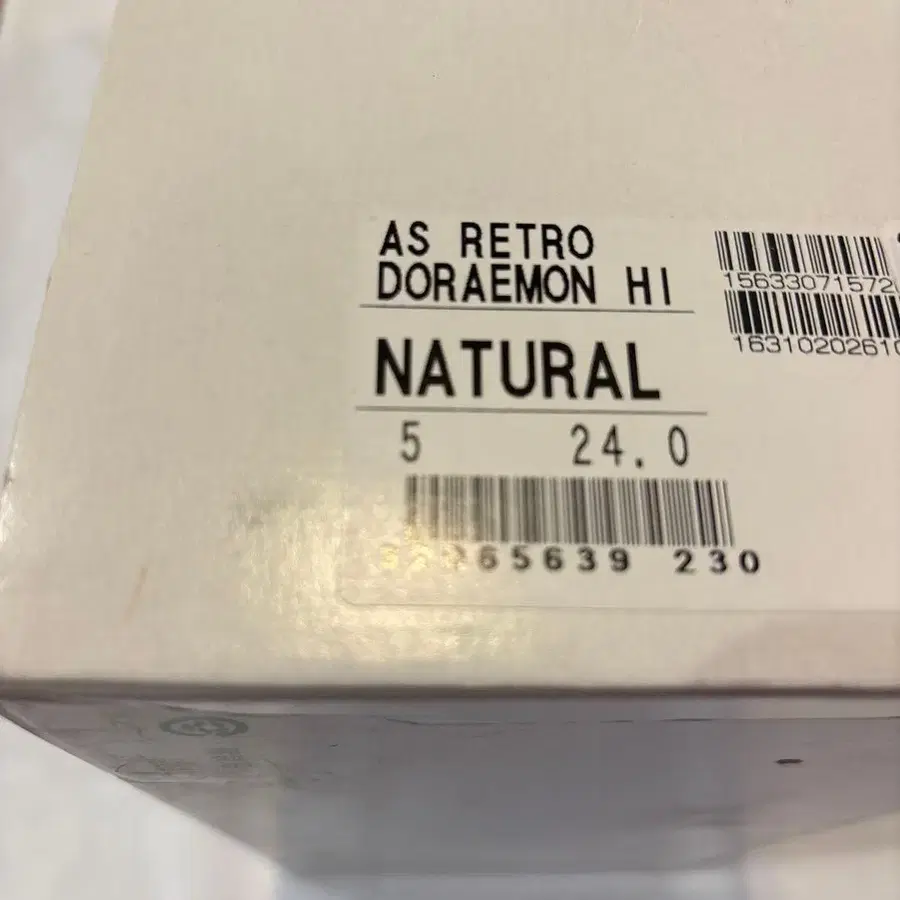 AS RETRO
DORAEMON HI
NATURAL
5 24.0
65639 230
15633071572
16310202610